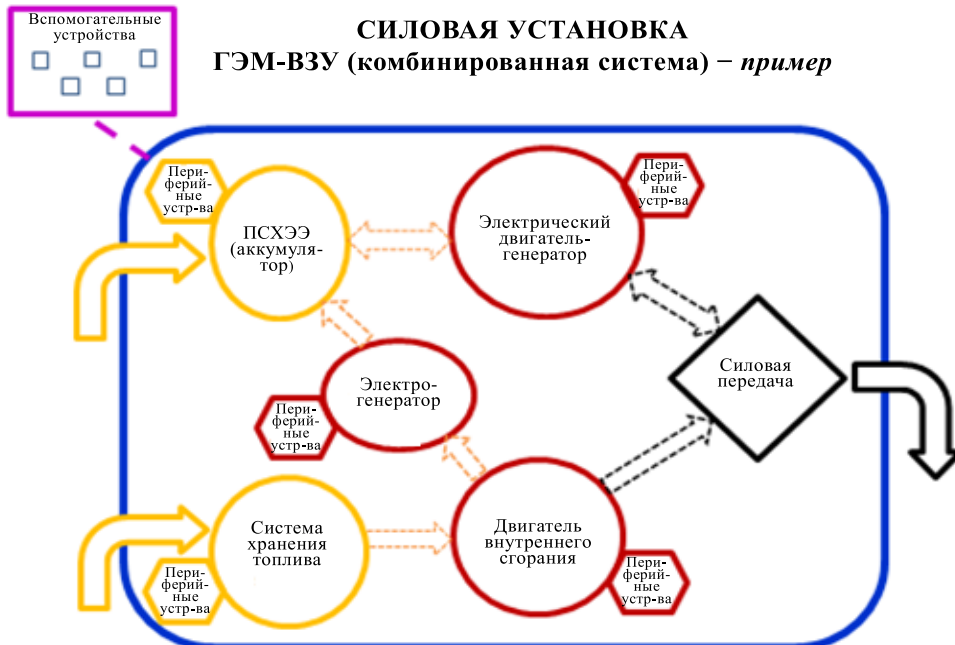 Вспомогательные
устройства
СИЛОВАЯ УСТАНОВКА
ГЭМ-ВЗУ (комбинированная система) − пример
Пери-
ферий-
ные
устр-ва
ПСХЭЭ
(аккумуля-
тор)
Электрический
двигатель-
генератор
Пери-
ферий-
ные
устр-ва
Электро-
генератор
Пери-
ферий-
ные
устр-ва
Силовая
передача
Система
хранения
топлива
Пери-
ферий-
ные
устр-ва
Двигатель
внутреннего
сгорания
Пери-
ферий-
ные
устр-ва